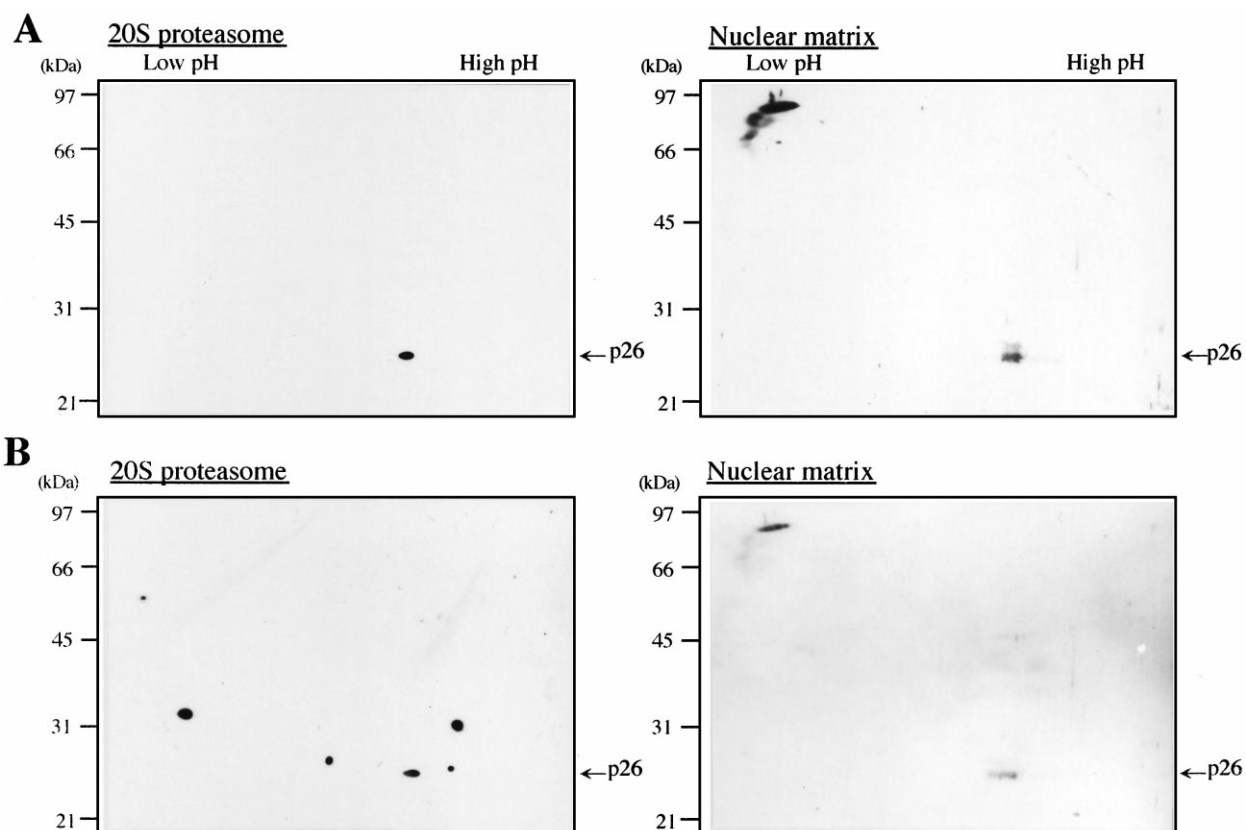 A
20S proteasome
Nuclear matrix
(kDa) Low pH High pH
(kDa) Low pH High pH
97
66
45
31
21
←p26
97
66
45
31
21
←p26
B
20S proteasome
Nuclear matrix
(kDa)
97
66
45
31
21
←p26
(kDa)
97
66
45
31
21
←p26